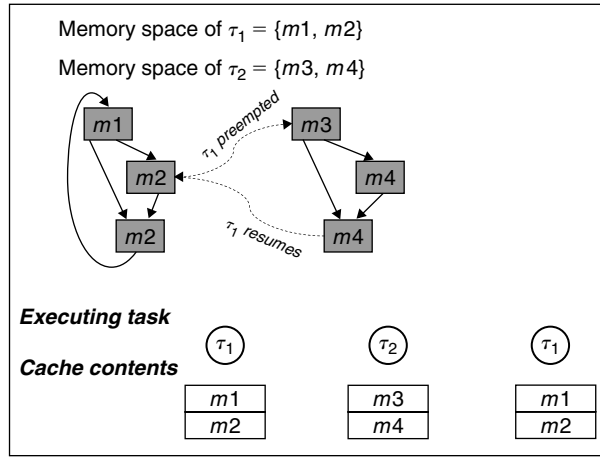 Memory space of τ1 = {m1, m2}
Memory space of τ2 = {m3, m4}
m1
m2
m2
τ1 preempted
τ1 resumes
m3
m4
m4
Executing task
τ1
τ2
τ1
Cache contents
m1
m2
m3
m4
m1
m2